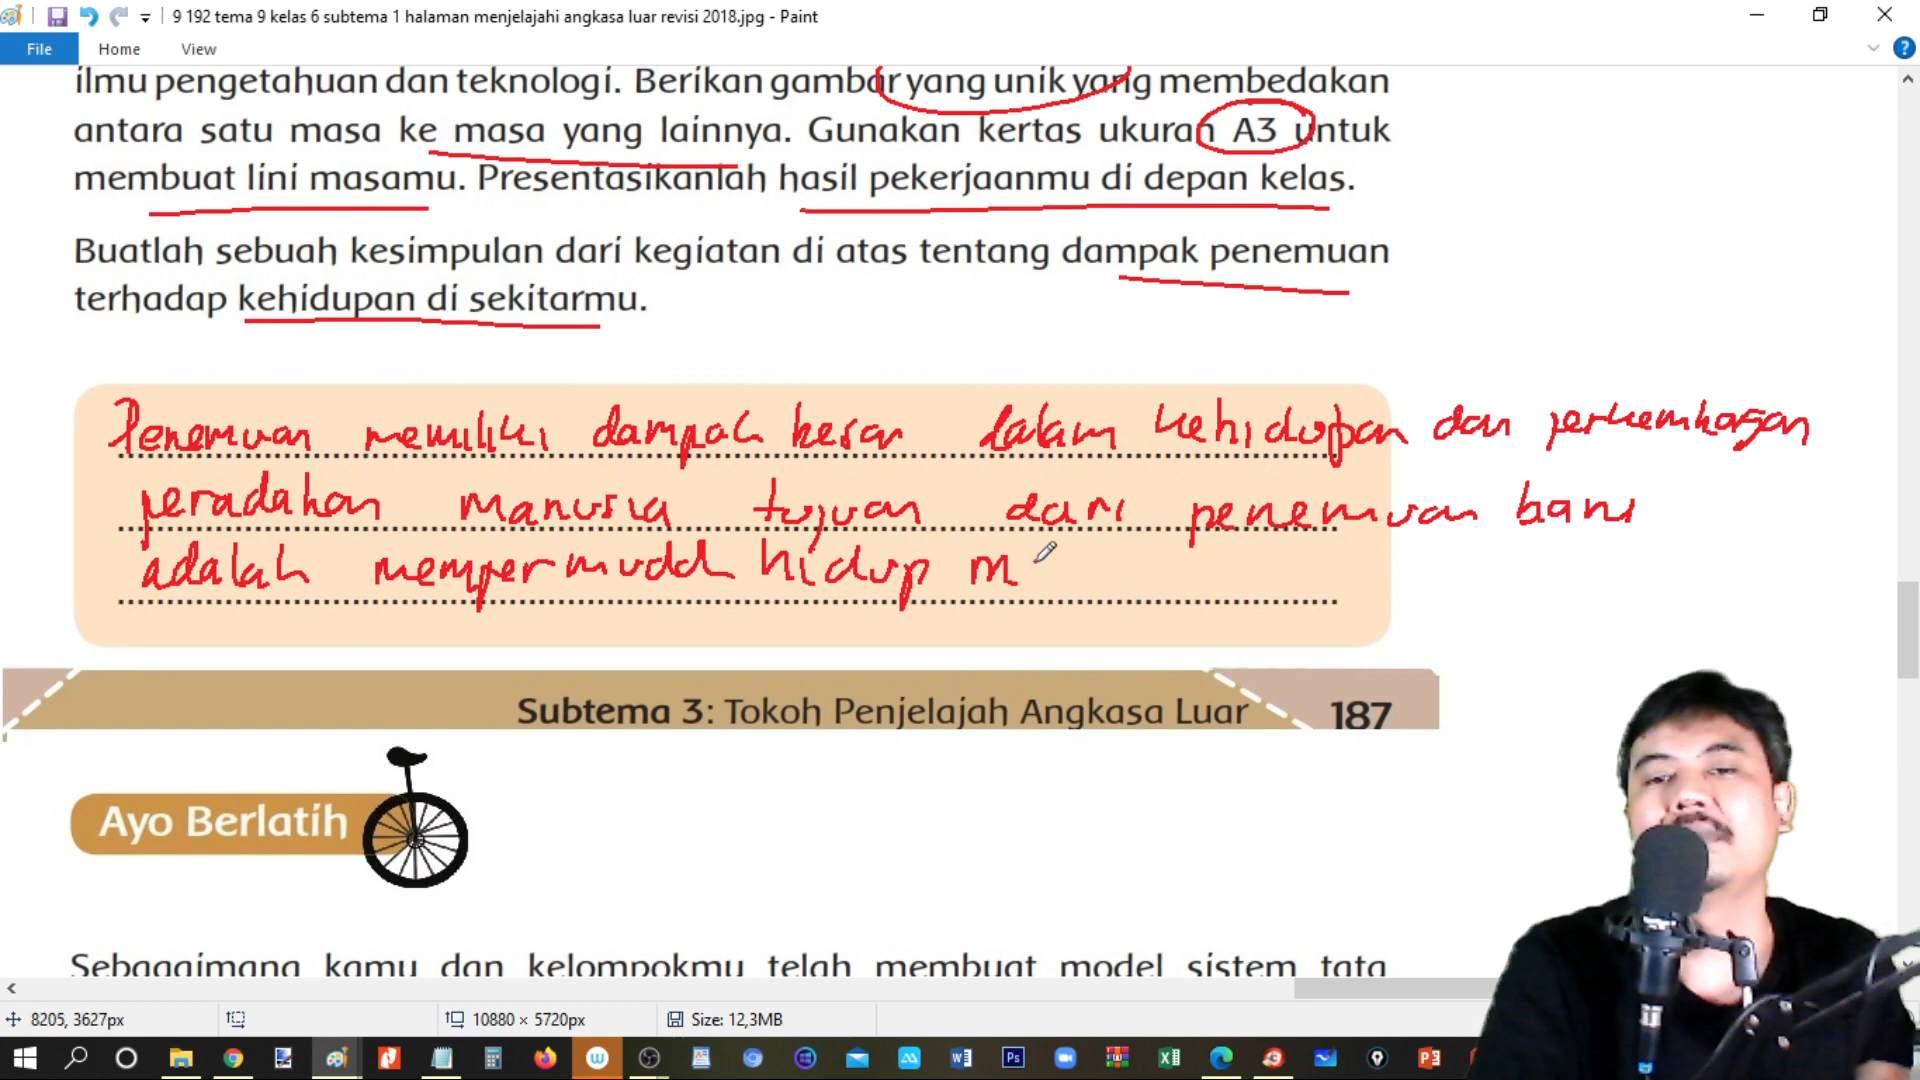 9 192 tema 9 kelas 6 subtema 1 halaman menjelajahi angkasa luar revisi 2018.jpg - Paint
File Home View
ilmu pengetahuan dan teknologi. Berikan gambar yang unik yang membedakan
antara satu masa ke masa yang lainnya. Gunakan kertas ukuran A3 untuk
membuat lini masamu. Presentasikanlah hasil pekerjaanmu di depan kelas.
Buatlah sebuah kesimpulan dari kegiatan di atas tentang dampak penemuan
terhadap kehidupan di sekitarmu.
Penemuan memiliki dampak besar dalam kehidupan dan perkembangan
peradaban manusia tujuan dari penemuan baru
adalah mempermudah hidup m
Subtema 3: Tokoh Penjelajah Angkasa Luar 187
Ayo Berlatih
Sebagaimana kamu dan kelompokmu telah membuat model sistem tata
8205, 3627px 10880 × 5720px Size: 12,3MB